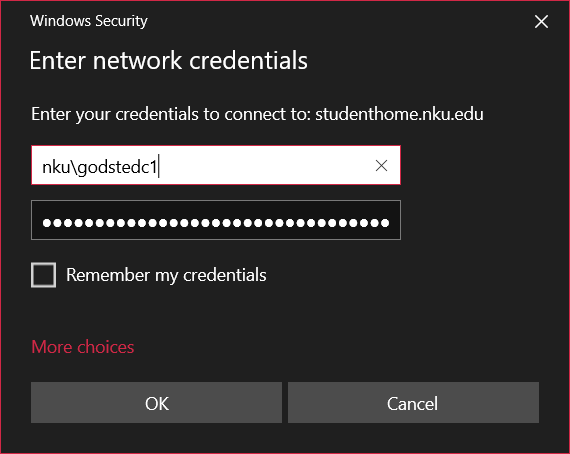 Windows Security
Enter network credentials
Enter your credentials to connect to: studenthome.nku.edu
nku\godstedc1
●●●●●●●●●●●●●●●●●●●●●●●●●●●●●●●●
Remember my credentials
More choices
OK
Cancel